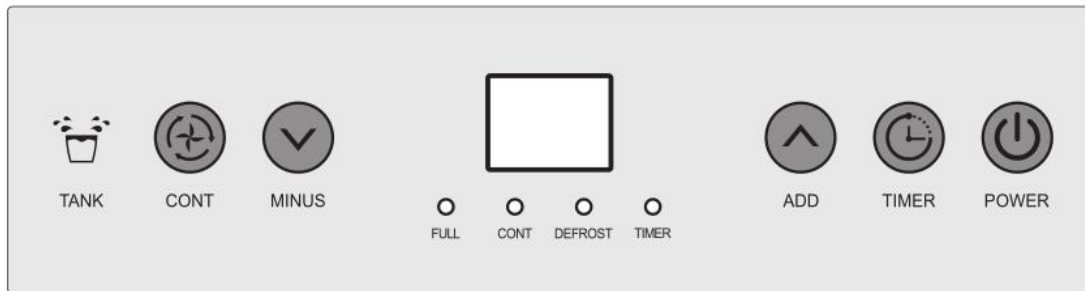 TANK
CONT
MINUS
FULL
CONT
DEFROST
TIMER
ADD
TIMER
POWER